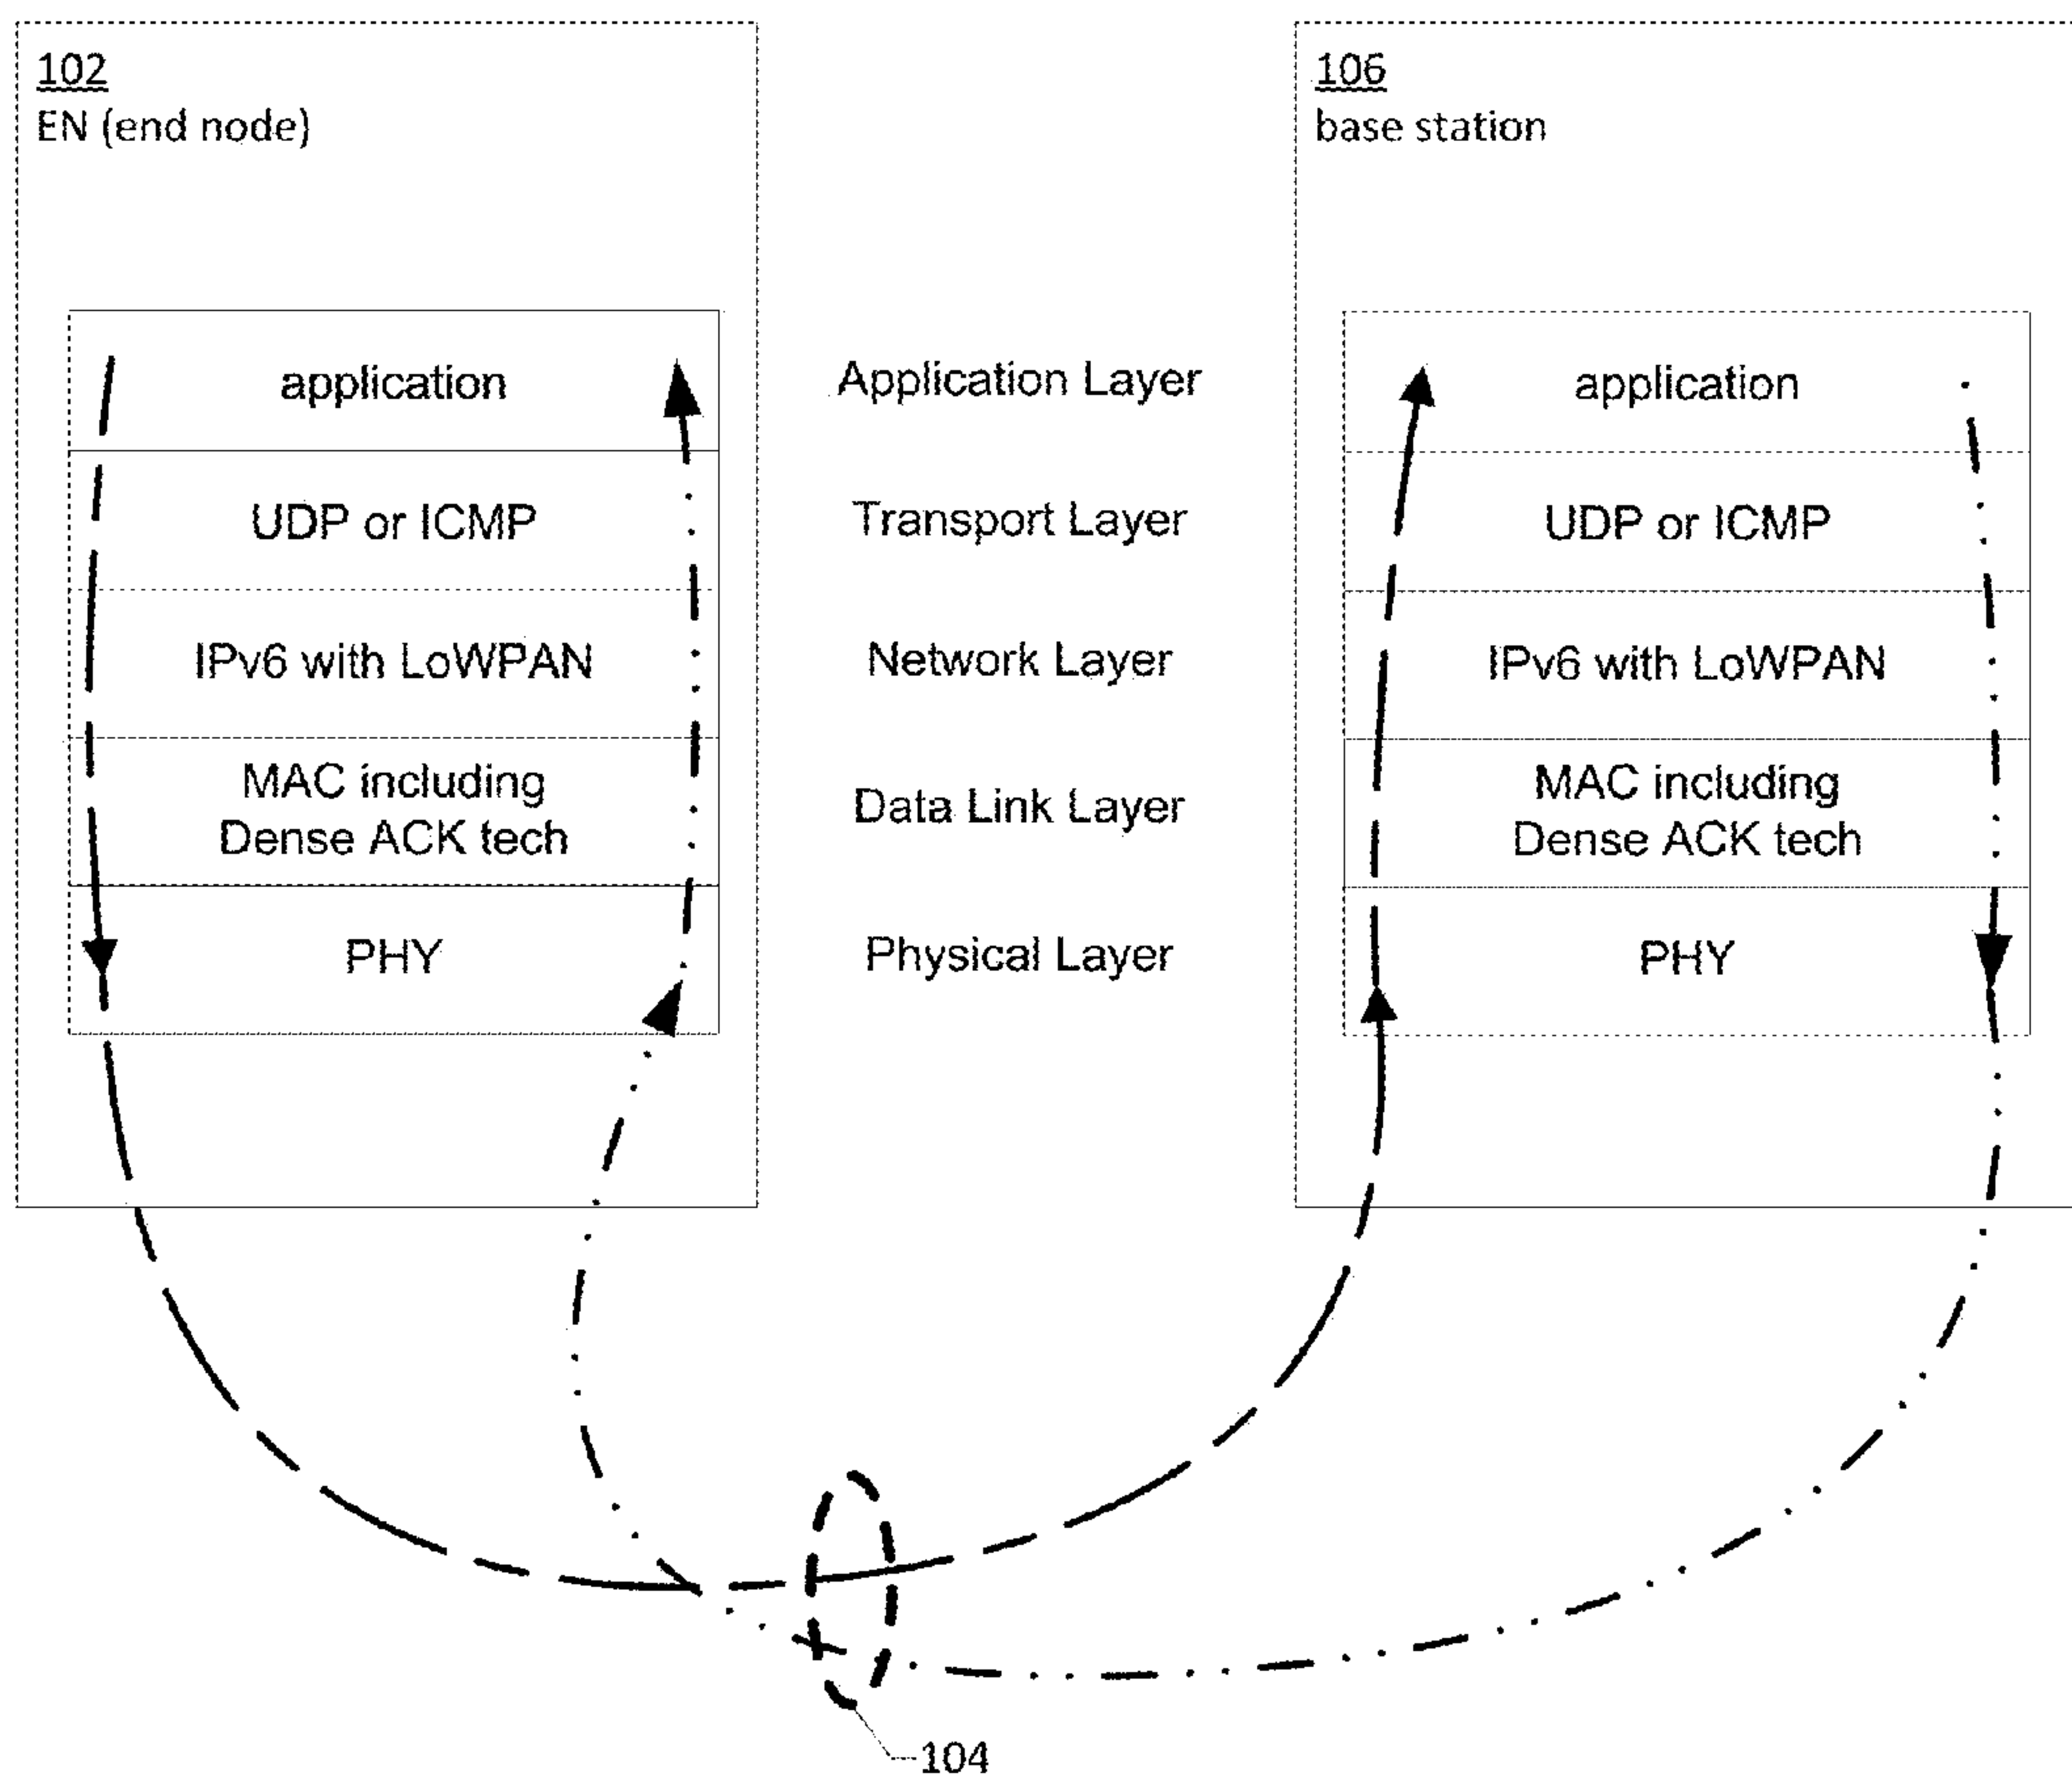 102
EN (end node)
106
base station
application
Application Layer
application
UDP or ICMP
Transport Layer
UDP or ICMP
IPv6 with LoWPAN
Network Layer
IPv6 with LoWPAN
MAC including
Dense ACK tech
Data Link Layer
MAC including
Dense ACK tech
PHY
Physical Layer
PHY
104